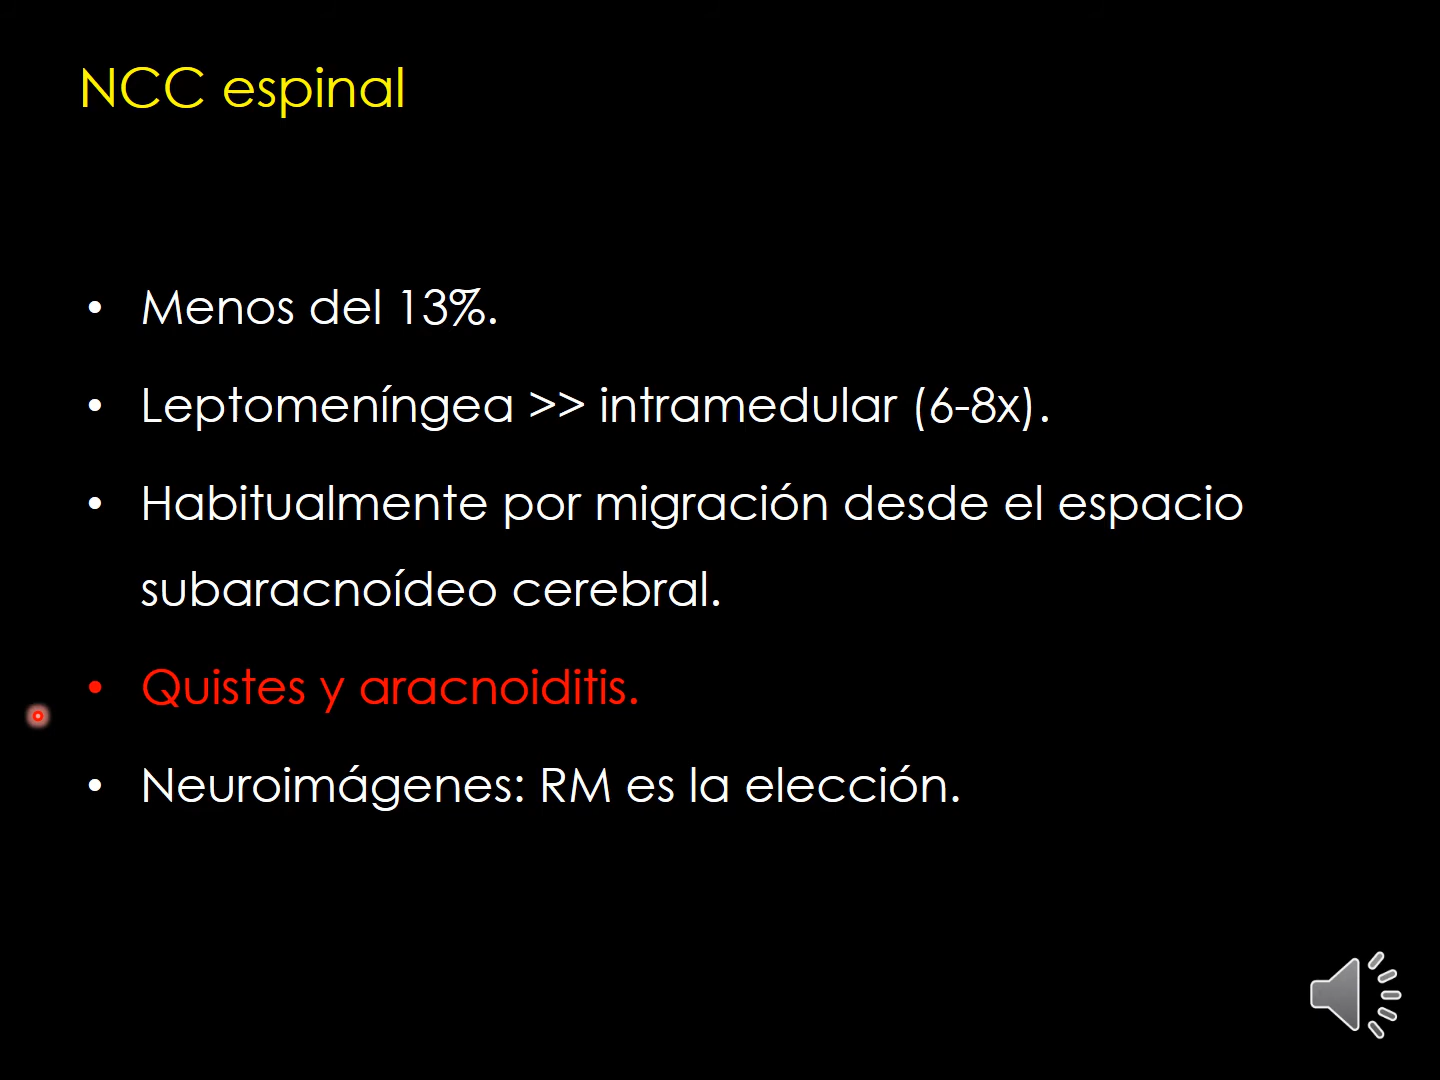 NCC espinal
• Menos del 13%.
• Leptomeníngea >> intramedular (6-8x).
• Habitualmente por migración desde el espacio
subaracnoídeo cerebral.
• Quistes y aracnoiditis.
• Neuroimágenes: RM es la elección.